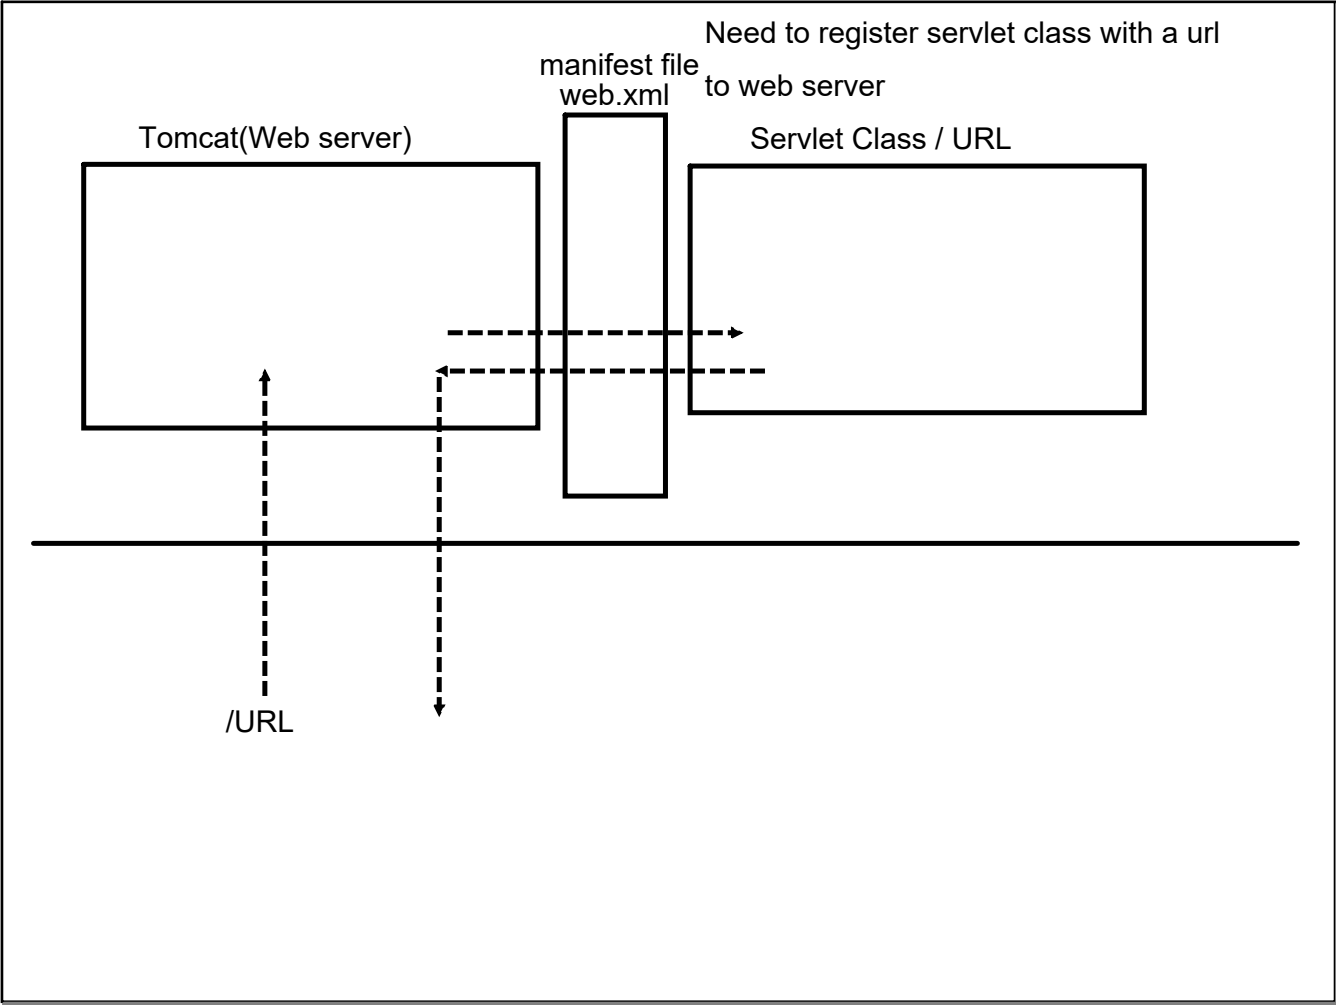 Need to register servlet class with a url
to web server
manifest file
web.xml
Tomcat(Web server)
Servlet Class / URL
/URL